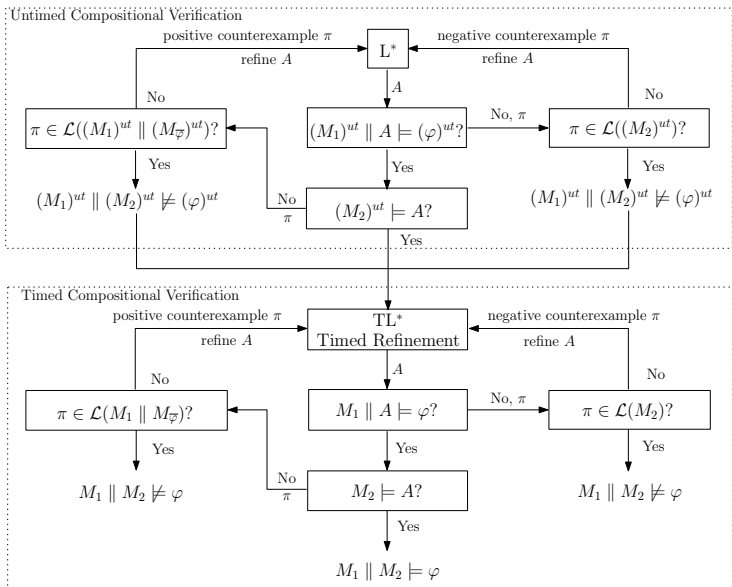 Untimed Compositional Verification
positive counterexample π
refine A
L*
negative counterexample π
refine A
A
No
No
π ∈ 𝓛((M₁)ᵘᵗ ∥ (M_φ̅)ᵘᵗ)?
(M₁)ᵘᵗ ∥ A ⊨ (φ)ᵘᵗ?
No, π
π ∈ 𝓛((M₂)ᵘᵗ)?
Yes
Yes
Yes
(M₁)ᵘᵗ ∥ (M₂)ᵘᵗ ⊭ (φ)ᵘᵗ
No
π
(M₂)ᵘᵗ ⊨ A?
(M₁)ᵘᵗ ∥ (M₂)ᵘᵗ ⊭ (φ)ᵘᵗ
Yes
Timed Compositional Verification
positive counterexample π
refine A
TL*
Timed Refinement
negative counterexample π
refine A
A
No
No
π ∈ 𝓛(M₁ ∥ M_φ̅)?
M₁ ∥ A ⊨ φ?
No, π
π ∈ 𝓛(M₂)?
Yes
Yes
Yes
M₁ ∥ M₂ ⊭ φ
No
π
M₂ ⊨ A?
M₁ ∥ M₂ ⊭ φ
Yes
M₁ ∥ M₂ ⊨ φ